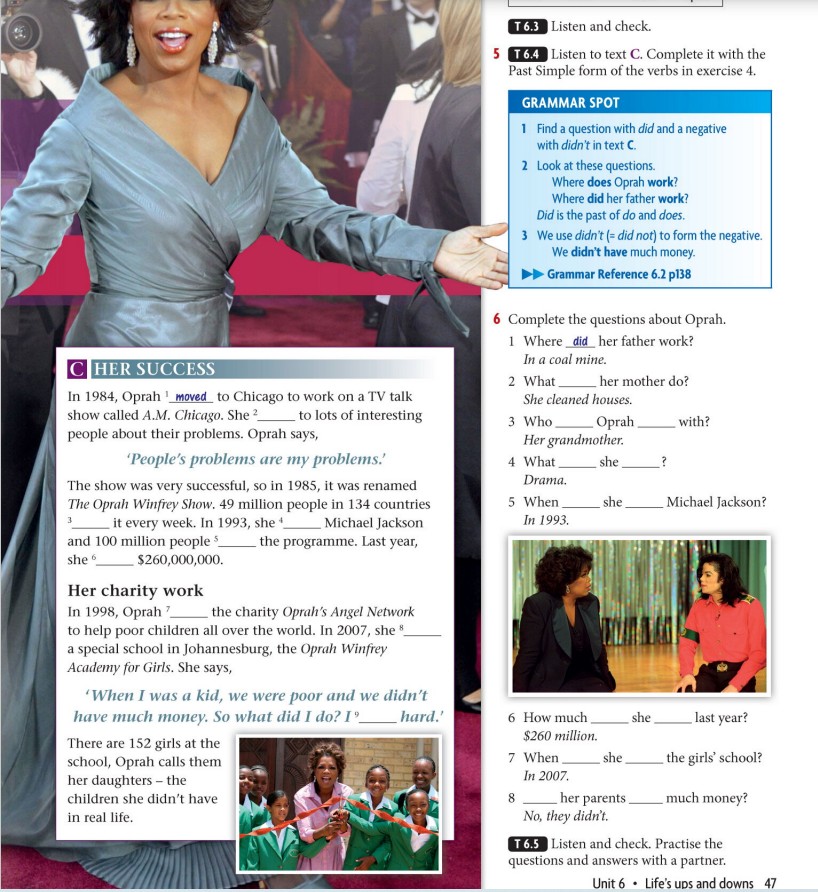 C HER SUCCESS
In 1984, Oprah ¹ moved to Chicago to work on a TV talk
show called A.M. Chicago. She ²_____ to lots of interesting
people about their problems. Oprah says,
'People's problems are my problems.'
The show was very successful, so in 1985, it was renamed
The Oprah Winfrey Show. 49 million people in 134 countries
³_____ it every week. In 1993, she ⁴_____ Michael Jackson
and 100 million people ⁵_____ the programme. Last year,
she ⁶_____ $260,000,000.
Her charity work
In 1998, Oprah ⁷_____ the charity Oprah's Angel Network
to help poor children all over the world. In 2007, she ⁸_____
a special school in Johannesburg, the Oprah Winfrey
Academy for Girls. She says,
'When I was a kid, we were poor and we didn't
have much money. So what did I do? I ⁹_____ hard.'
There are 152 girls at the
school, Oprah calls them
her daughters – the
children she didn't have
in real life.
T 6.3 Listen and check.
5 T 6.4 Listen to text C. Complete it with the
Past Simple form of the verbs in exercise 4.
GRAMMAR SPOT
1 Find a question with did and a negative
with didn't in text C.
2 Look at these questions.
Where does Oprah work?
Where did her father work?
Did is the past of do and does.
3 We use didn't (= did not) to form the negative.
We didn't have much money.
▶▶ Grammar Reference 6.2 p138
6 Complete the questions about Oprah.
1 Where did her father work?
In a coal mine.
2 What _____ her mother do?
She cleaned houses.
3 Who _____ Oprah _____ with?
Her grandmother.
4 What _____ she _____?
Drama.
5 When _____ she _____ Michael Jackson?
In 1993.
6 How much _____ she _____ last year?
$260 million.
7 When _____ she _____ the girls' school?
In 2007.
8 _____ her parents _____ much money?
No, they didn't.
T 6.5 Listen and check. Practise the
questions and answers with a partner.
Unit 6 • Life's ups and downs 47